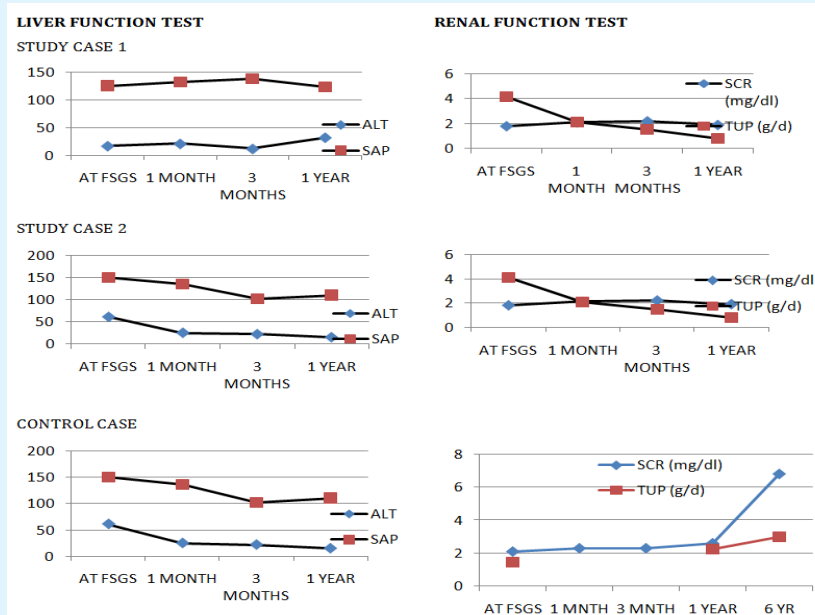 LIVER FUNCTION TEST
RENAL FUNCTION TEST
STUDY CASE 1
150
100
50
0
AT FSGS 1 MONTH 3 MONTHS 1 YEAR
ALT
SAP
6
4
2
0
AT FSGS 1 MONTH 3 MONTHS 1 YEAR
SCR (mg/dl)
TUP (g/d)
STUDY CASE 2
200
150
100
50
0
AT FSGS 1 MONTH 3 MONTHS 1 YEAR
ALT
SAP
6
4
2
0
AT FSGS 1 MONTH 3 MONTHS 1 YEAR
SCR (mg/dl
TUP (g/d)
CONTROL CASE
200
150
100
50
0
AT FSGS 1 MONTH 3 MONTHS 1 YEAR
ALT
SAP
8
6
4
2
0
AT FSGS 1 MNTH 3 MNTH 1 YEAR 6 YR
SCR (mg/dl)
TUP (g/d)